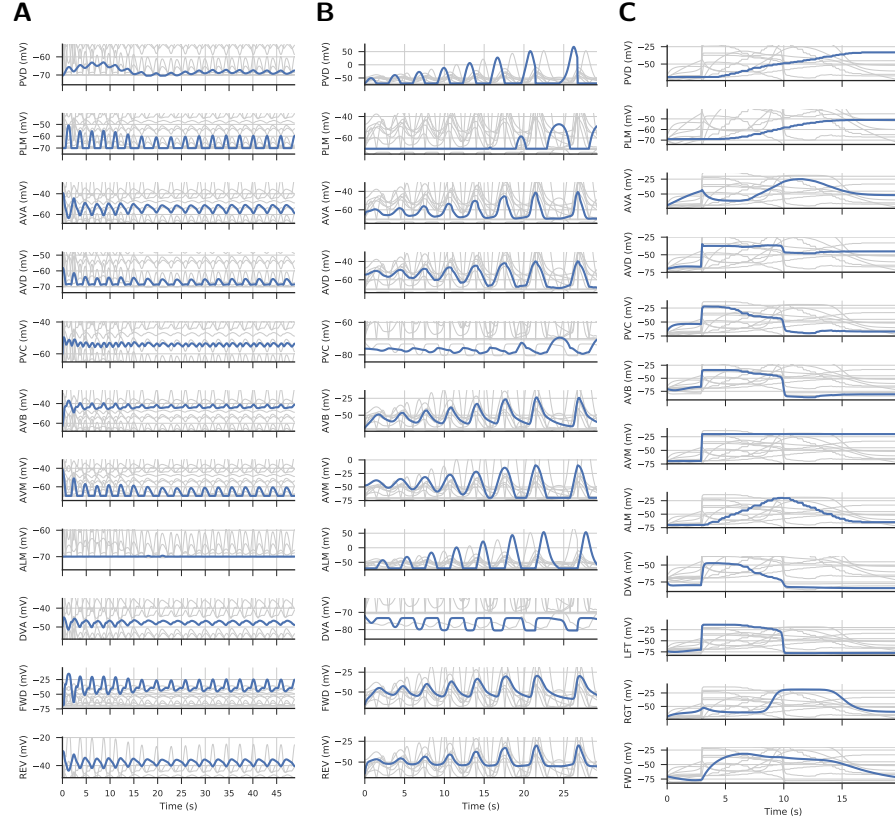 A
PVD (mV)
−60
−70
PLM (mV)
−50
−60
−70
AVA (mV)
−40
−60
AVD (mV)
−50
−60
−70
PVC (mV)
−40
−60
AVB (mV)
−40
−60
AVM (mV)
−40
−60
ALM (mV)
−60
−70
DVA (mV)
−40
−50
FWD (mV)
−25
−50
−75
REV (mV)
−20
−40
0 5 10 15 20 25 30 35 40 45
Time (s)
B
PVD (mV)
50
0
−50
PLM (mV)
−60
AVA (mV)
−40
−60
AVD (mV)
−40
−60
PVC (mV)
−60
−80
AVB (mV)
−25
−50
AVM (mV)
0
−25
−50
−75
ALM (mV)
50
0
−50
DVA (mV)
−70
−80
FWD (mV)
−25
−50
REV (mV)
−25
−50
0 5 10 15 20 25
Time (s)
C
PVD (mV)
−25
−50
PLM (mV)
−50
−60
−70
AVA (mV)
−25
−50
AVD (mV)
−25
−50
−75
PVC (mV)
−25
−50
−75
AVB (mV)
−25
−50
−75
AVM (mV)
−25
−50
−75
ALM (mV)
−25
−50
−75
DVA (mV)
−50
−75
LFT (mV)
−25
−50
−75
RGT (mV)
−25
−50
−75
FWD (mV)
−25
−50
−75
0 5 10 15
Time (s)